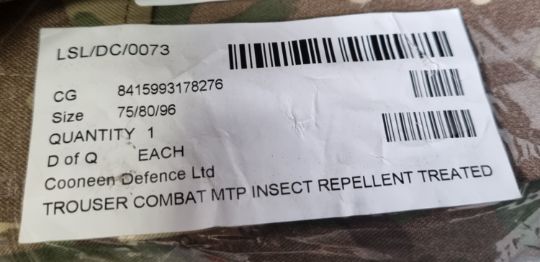 LSL/DC/0073
CG 8415993178276
Size 75/80/96
QUANTITY 1
D of Q EACH
Cooneen Defence Ltd
TROUSER COMBAT MTP INSECT REPELLENT TREATED